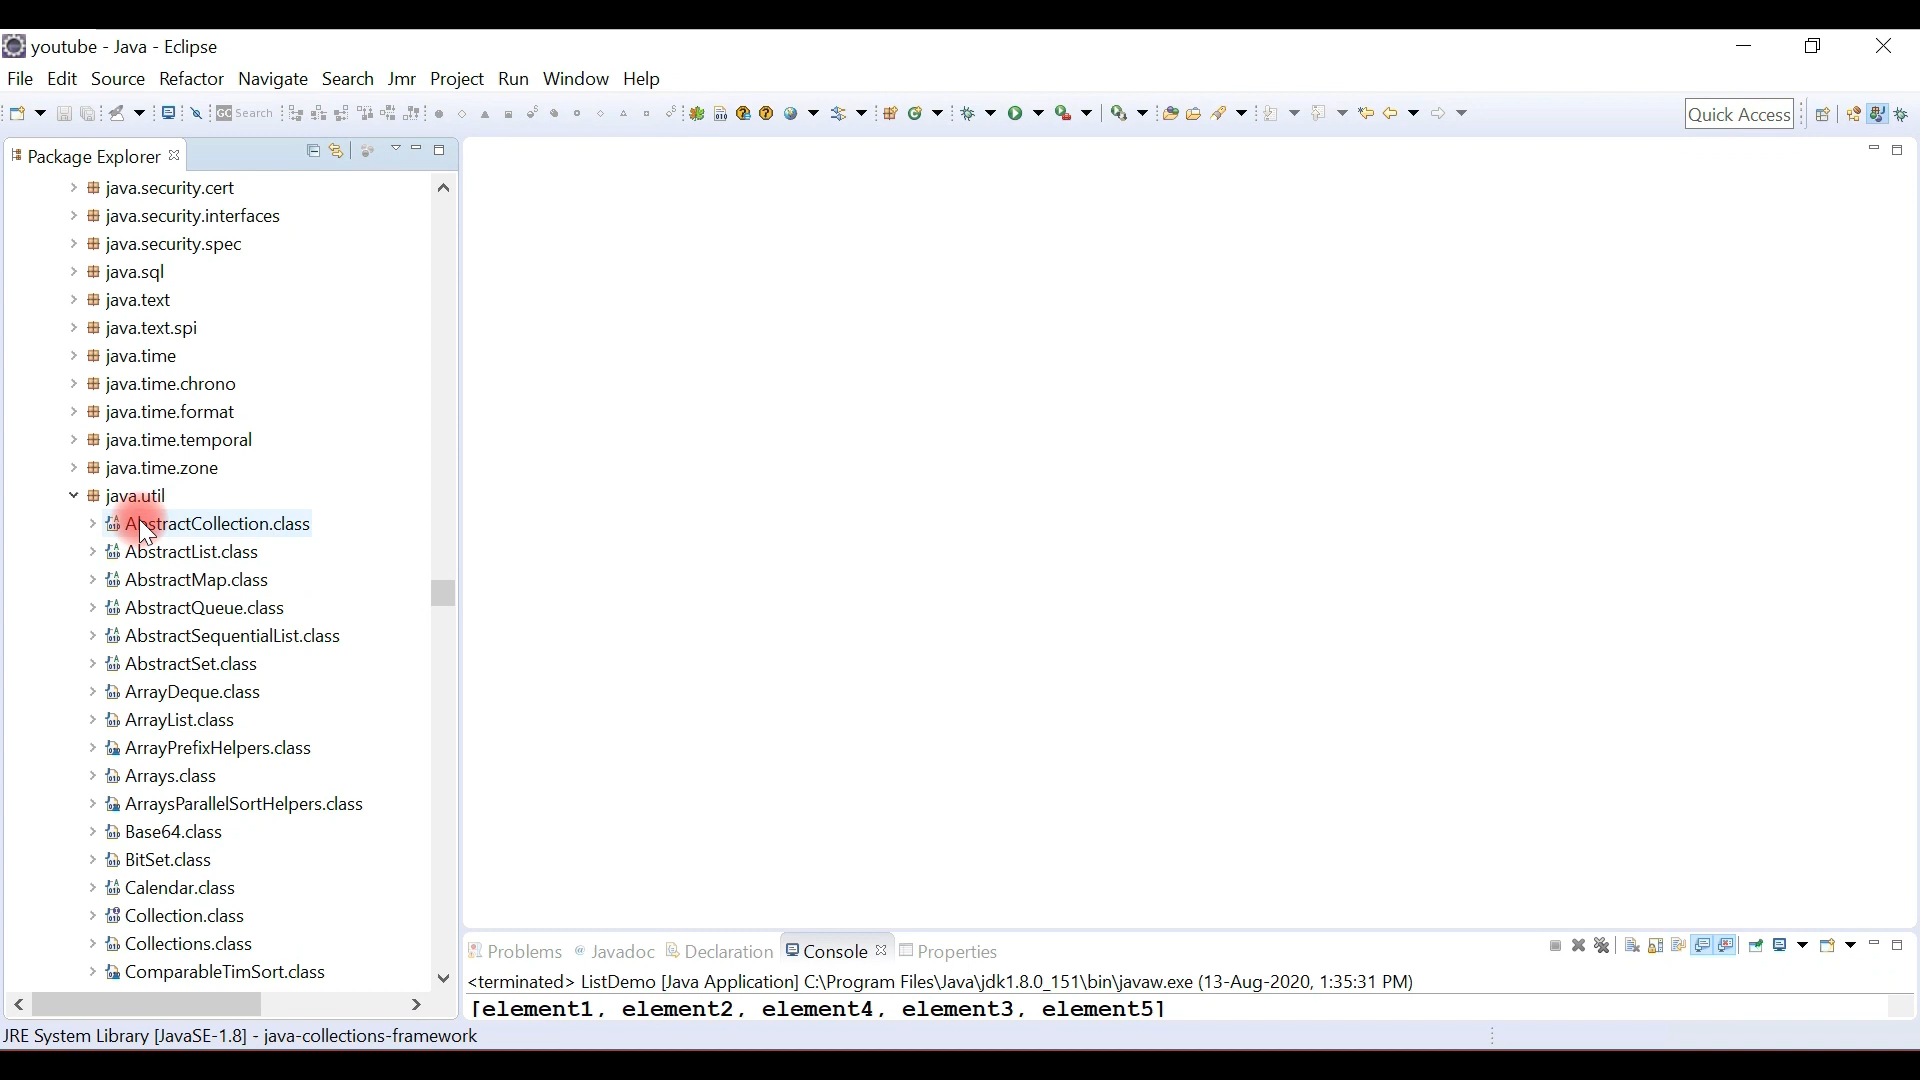 youtube - Java - Eclipse
File Edit Source Refactor Navigate Search Jmr Project Run Window Help
GC Search Quick Access
Package Explorer
java.security.cert
java.security.interfaces
java.security.spec
java.sql
java.text
java.text.spi
java.time
java.time.chrono
java.time.format
java.time.temporal
java.time.zone
java.util
AbstractCollection.class
AbstractList.class
AbstractMap.class
AbstractQueue.class
AbstractSequentialList.class
AbstractSet.class
ArrayDeque.class
ArrayList.class
ArrayPrefixHelpers.class
Arrays.class
ArraysParallelSortHelpers.class
Base64.class
BitSet.class
Calendar.class
Collection.class
Collections.class
ComparableTimSort.class
Problems @ Javadoc Declaration Console Properties
<terminated> ListDemo [Java Application] C:\Program Files\Java\jdk1.8.0_151\bin\javaw.exe (13-Aug-2020, 1:35:31 PM)
[element1, element2, element4, element3, element5]
JRE System Library [JavaSE-1.8] - java-collections-framework